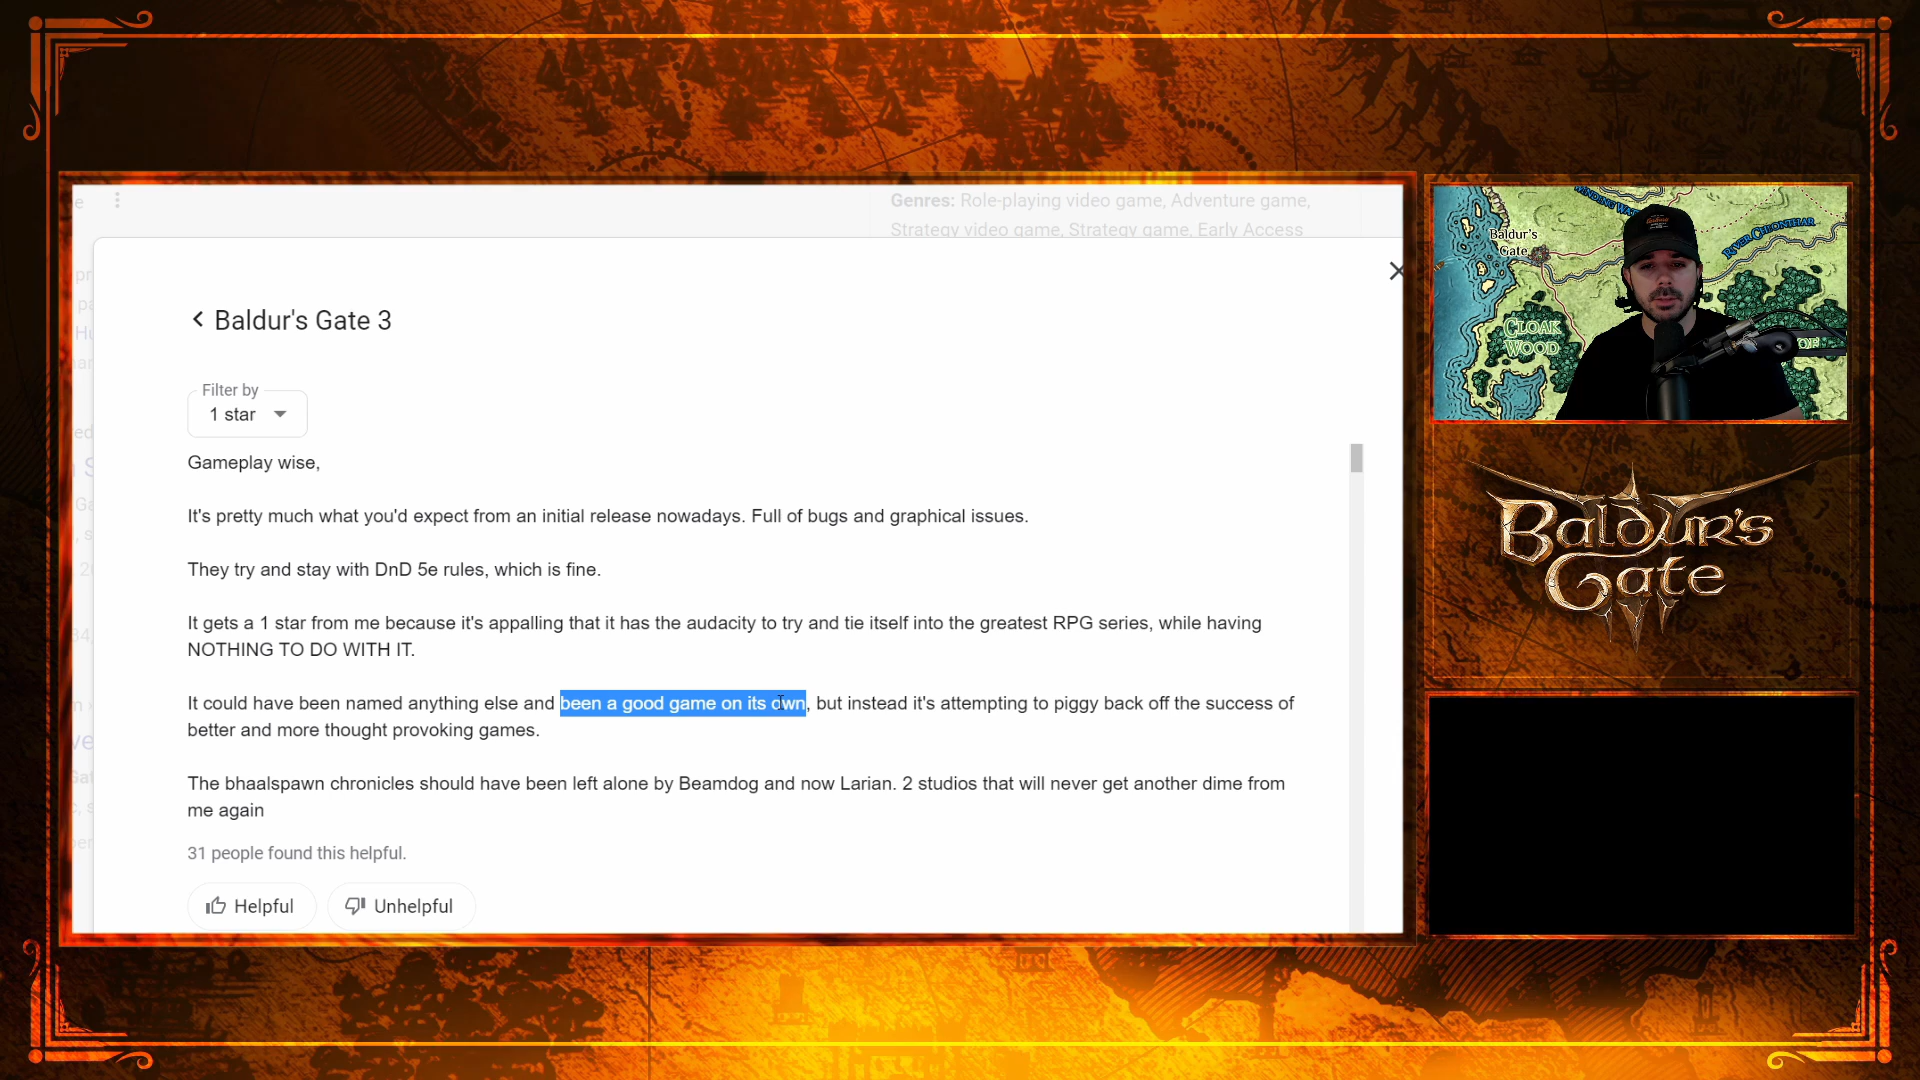 Genres: Role-playing video game, Adventure game,
Strategy video game, Strategy game, Early Access
Baldur's Gate 3
Filter by
1 star
Gameplay wise,
It's pretty much what you'd expect from an initial release nowadays. Full of bugs and graphical issues.
They try and stay with DnD 5e rules, which is fine.
It gets a 1 star from me because it's appalling that it has the audacity to try and tie itself into the greatest RPG series, while having
NOTHING TO DO WITH IT.
It could have been named anything else and been a good game on its own, but instead it's attempting to piggy back off the success of
better and more thought provoking games.
The bhaalspawn chronicles should have been left alone by Beamdog and now Larian. 2 studios that will never get another dime from
me again
31 people found this helpful.
Helpful
Unhelpful
Baldur's
Gate
RIVER CHIONTHAR
CLOAK
WOOD
Baldur's
Gate